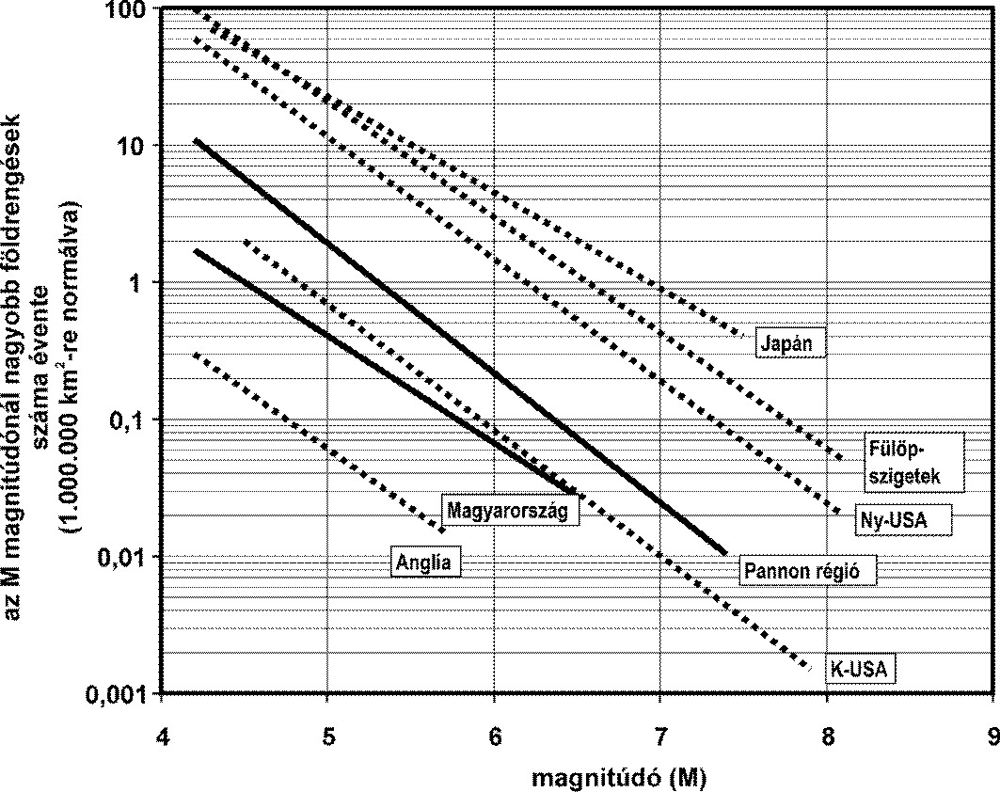 az M magnitúdónál nagyobb földrengések
száma évente
(1.000.000 km²-re normálva)
100
10
1
0,1
0,01
0,001
Japán
Fülöp-
szigetek
Ny-USA
Magyarország
Anglia
Pannon régió
K-USA
4 5 6 7 8 9
magnitúdó (M)